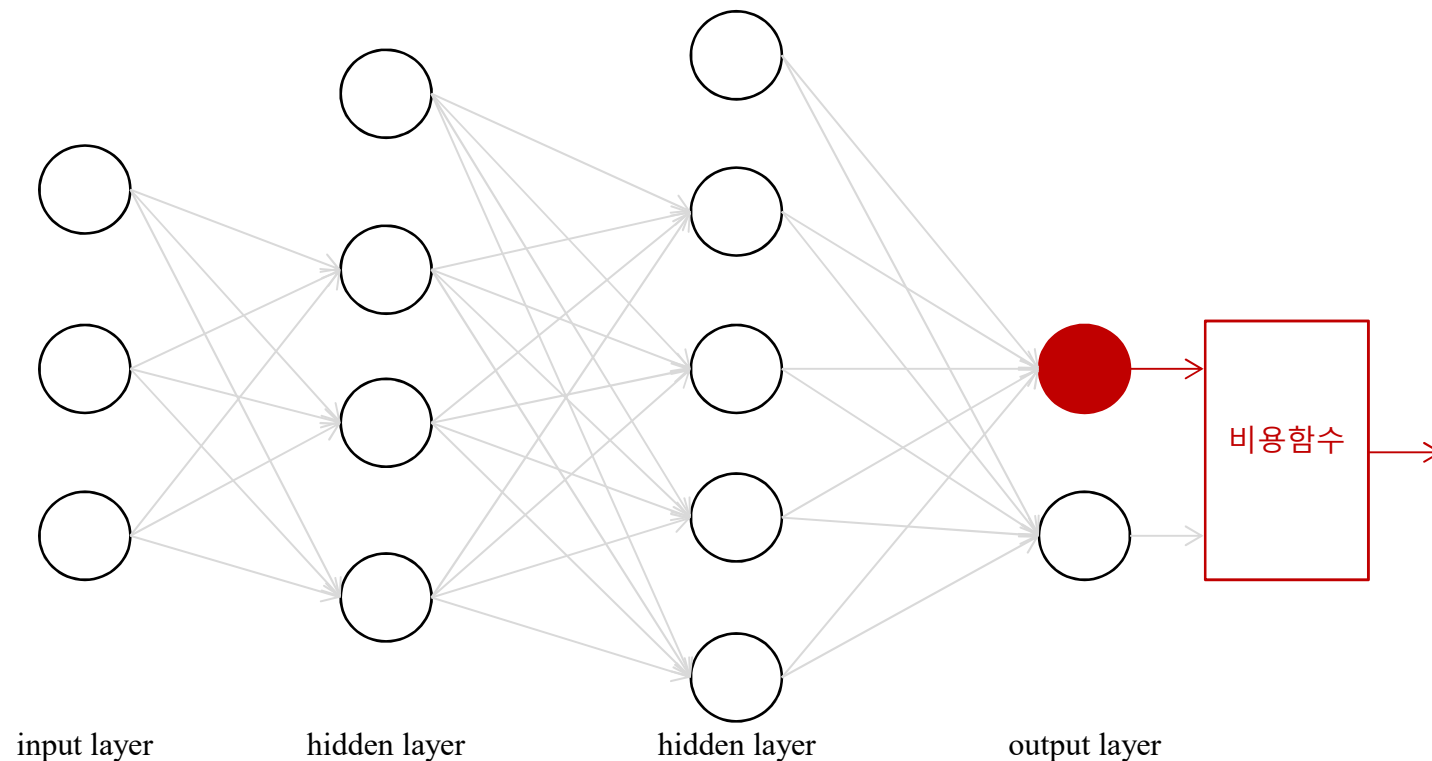 비용함수
input layer
hidden layer
hidden layer
output layer